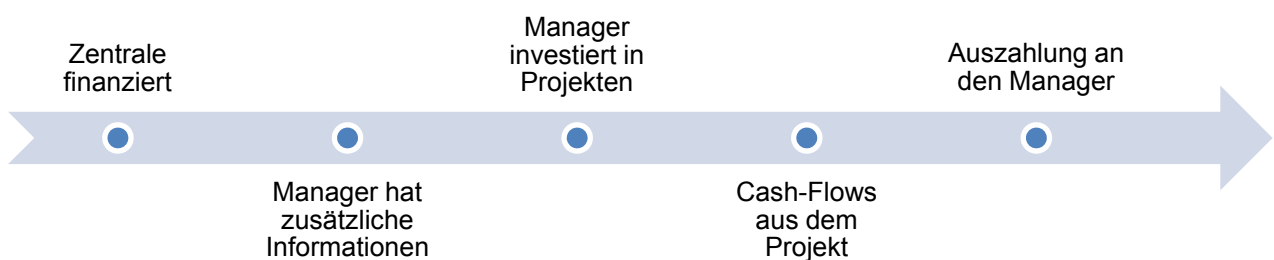 Zentrale
finanziert
Manager hat
zusätzliche
Informationen
Manager
investiert in
Projekten
Cash-Flows
aus dem
Projekt
Auszahlung an
den Manager